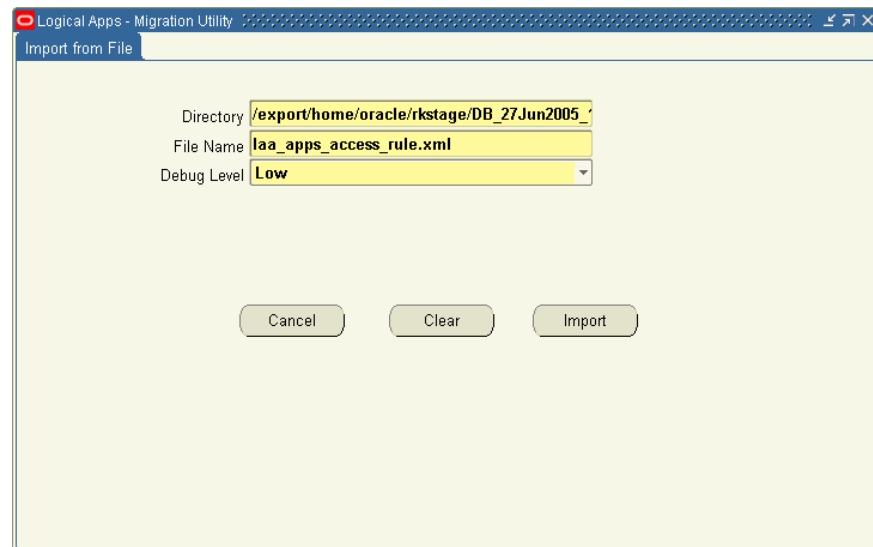 Logical Apps - Migration Utility
Import from File
Directory /export/home/oracle/rkstage/DB_27Jun2005_
File Name laa_apps_access_rule.xml
Debug Level Low
Cancel Clear Import